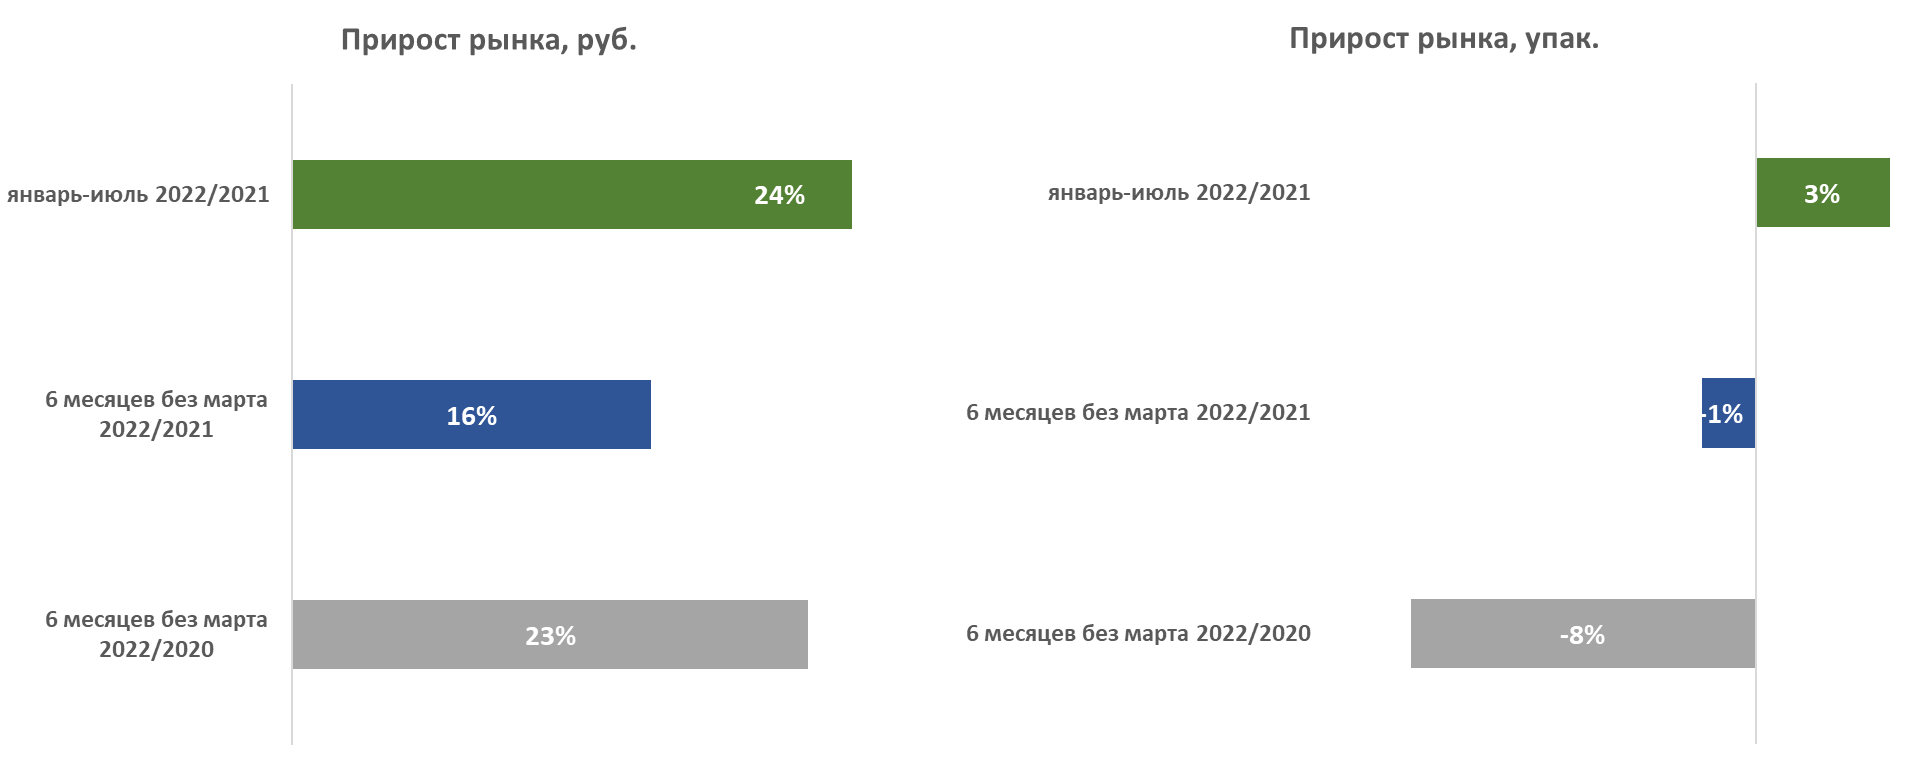 Прирост рынка, руб.
январь-июль 2022/2021
24%
6 месяцев без марта
2022/2021
16%
6 месяцев без марта
2022/2020
23%
Прирост рынка, упак.
январь-июль 2022/2021
3%
6 месяцев без марта 2022/2021
-1%
6 месяцев без марта 2022/2020
-8%